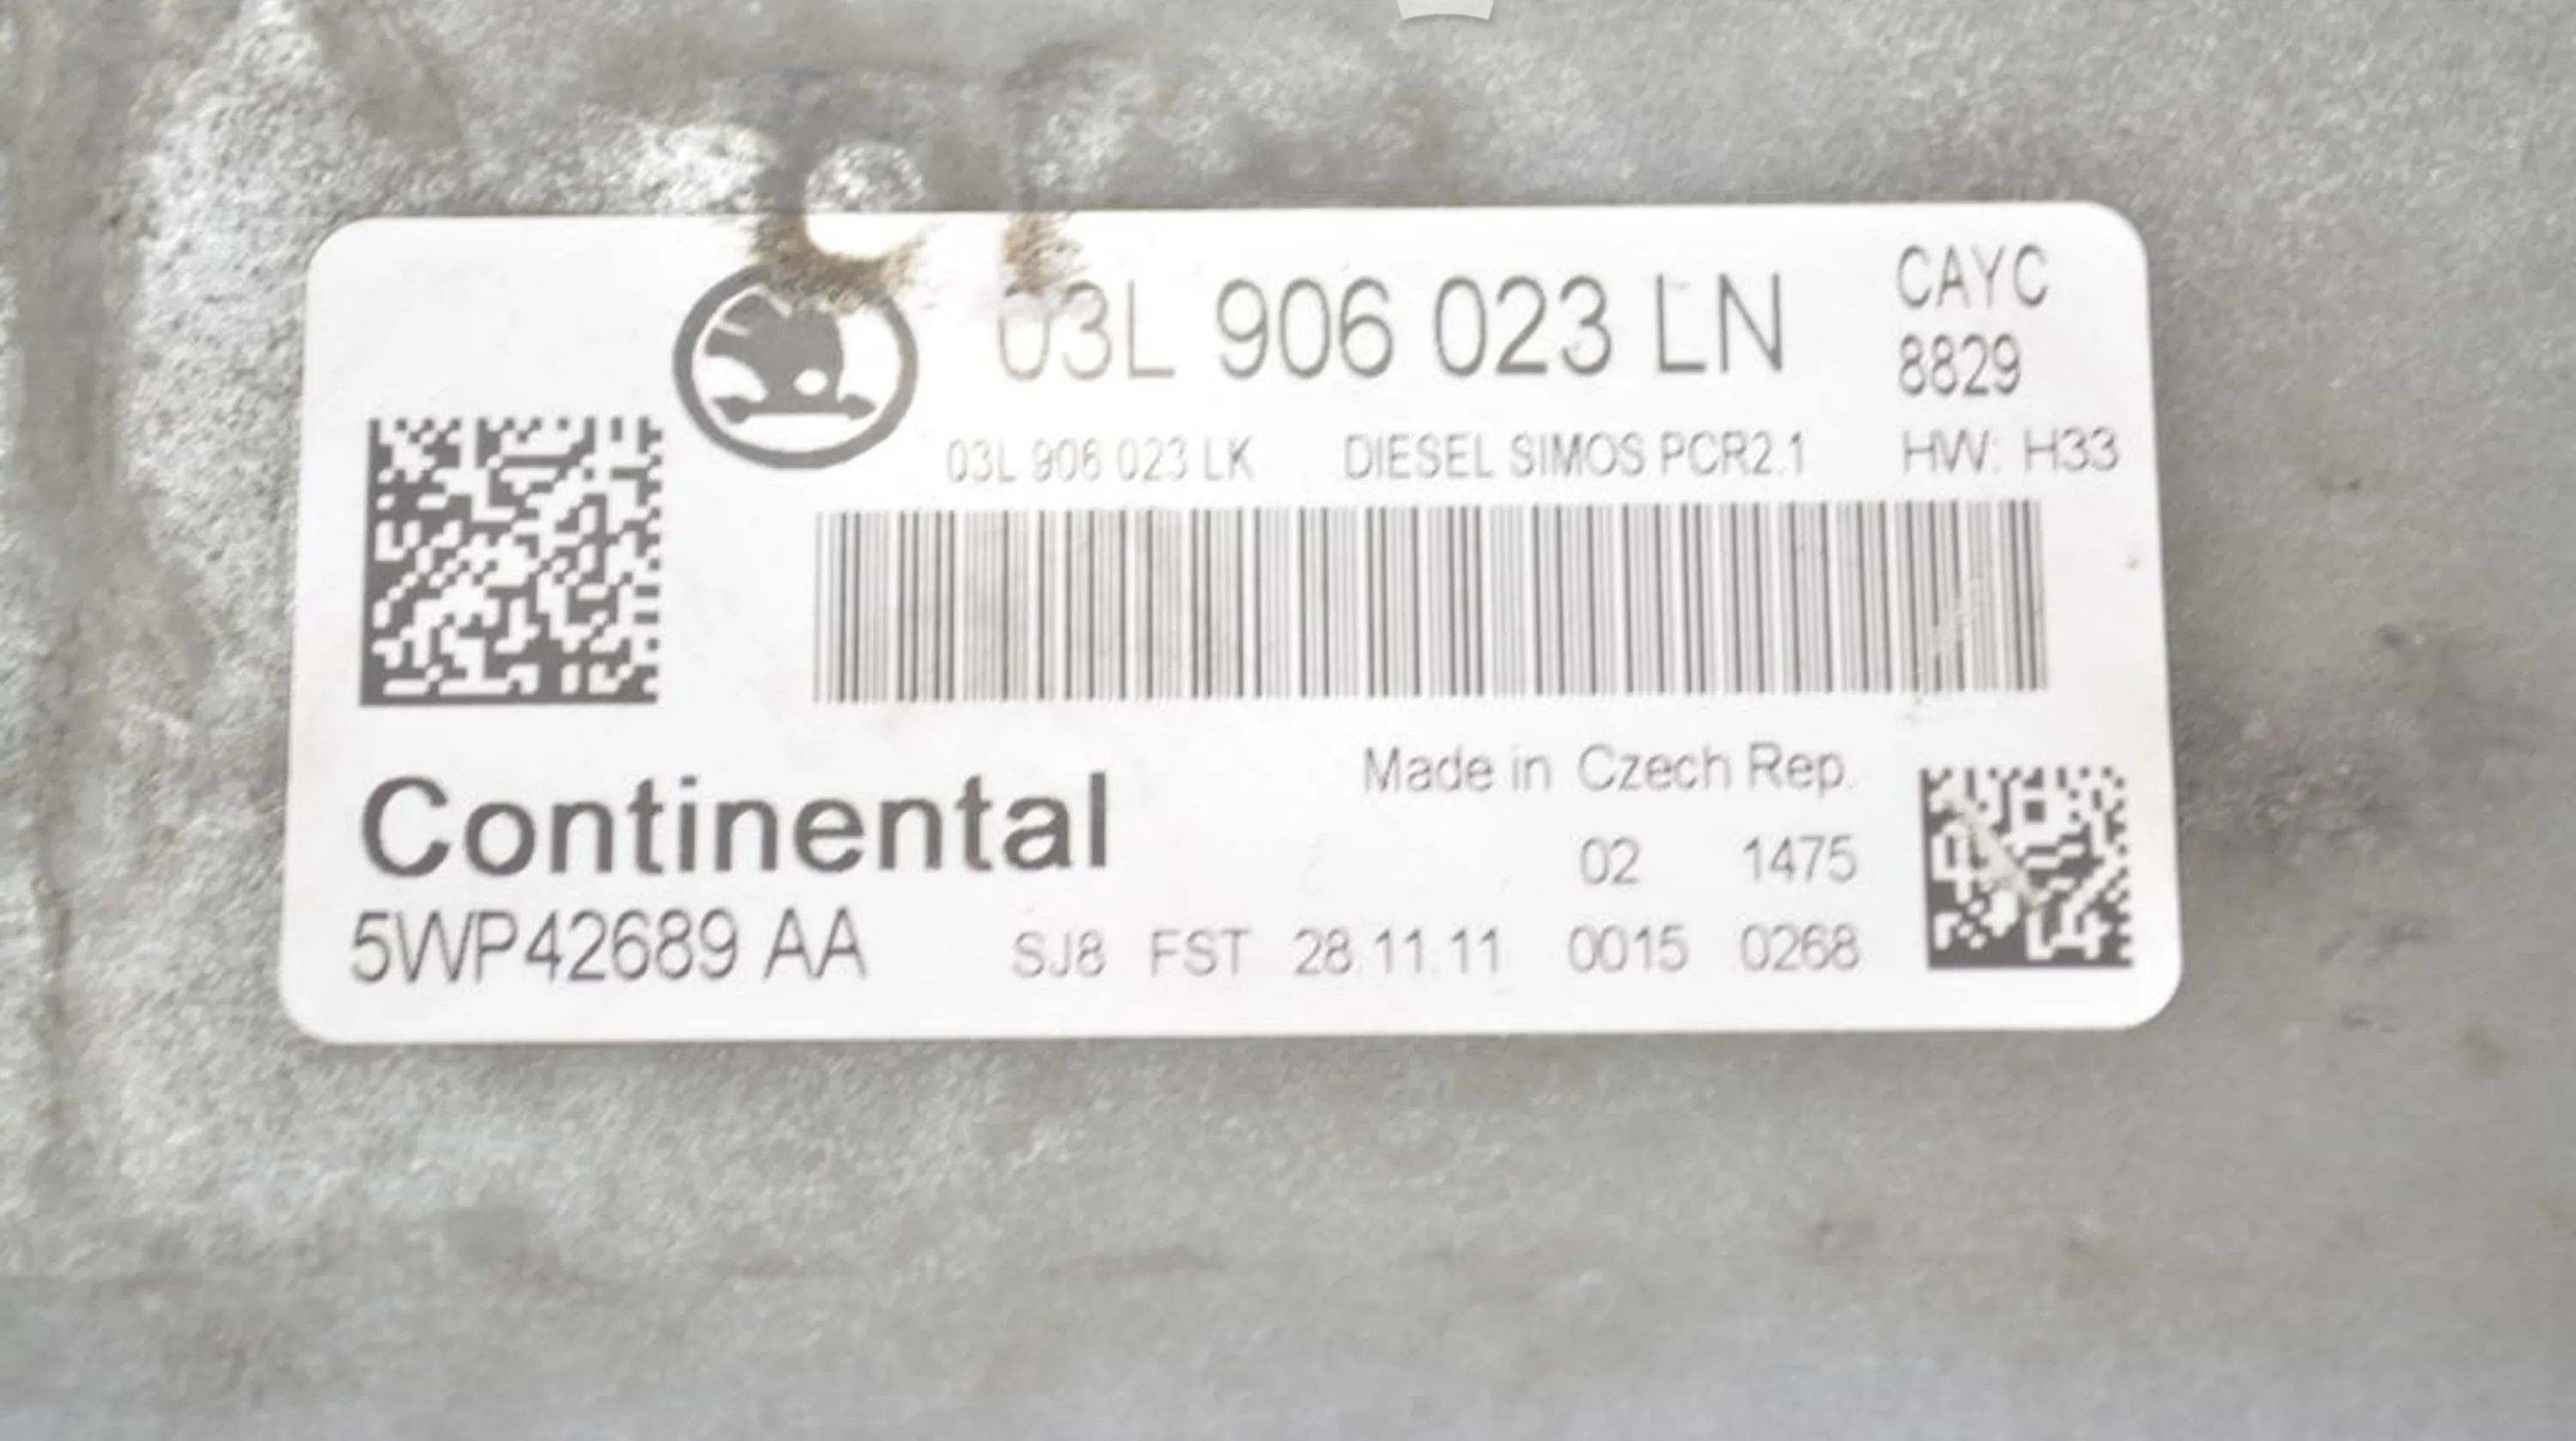 03L 906 023 LN
CAYC
8829
03L 906 023 LK DIESEL SIMOS PCR2.1 HW: H33
Made in Czech Rep.
Continental
02 1475
5WP42689 AA SJ8 FST 28.11.11 0015 0268